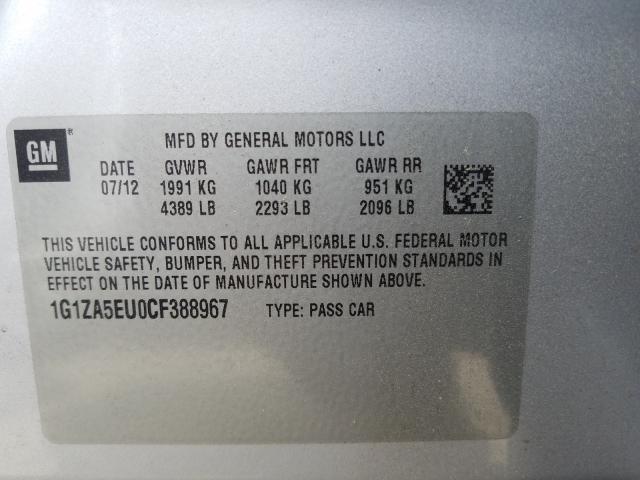 GM®
MFD BY GENERAL MOTORS LLC
DATE GVWR GAWR FRT GAWR RR
07/12 1991 KG 1040 KG 951 KG
4389 LB 2293 LB 2096 LB
THIS VEHICLE CONFORMS TO ALL APPLICABLE U.S. FEDERAL MOTOR
VEHICLE SAFETY, BUMPER, AND THEFT PREVENTION STANDARDS IN
EFFECT ON THE DATE OF MANUFACTURE SHOWN ABOVE.
1G1ZA5EU0CF388967 TYPE: PASS CAR